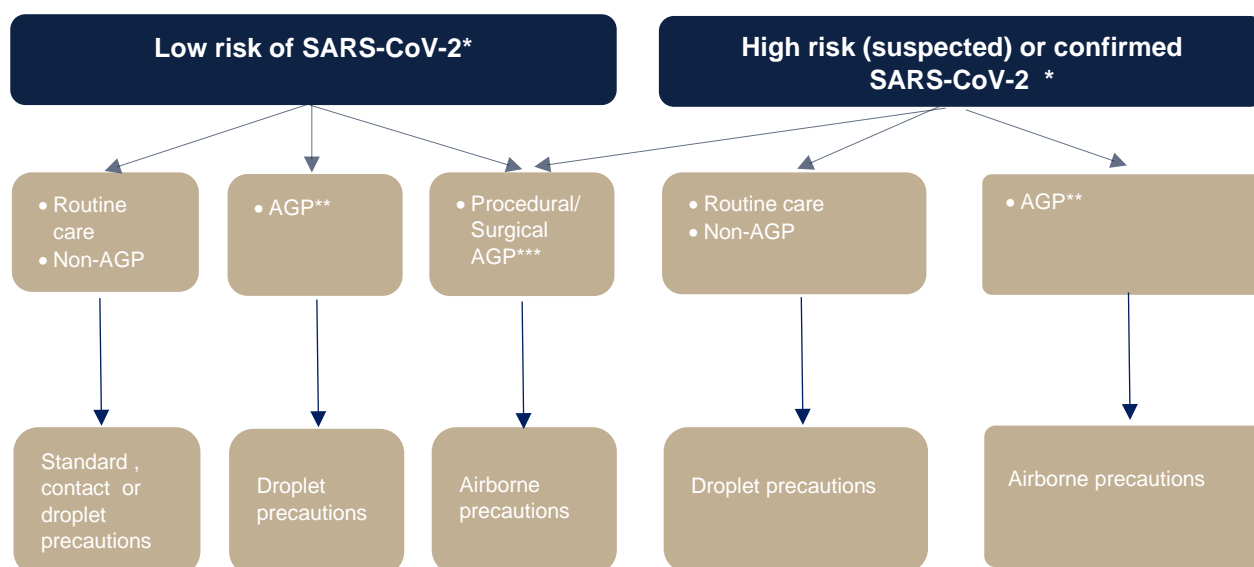 Low risk of SARS-CoV-2*
High risk (suspected) or confirmed
SARS-CoV-2 *
• Routine
care
• Non-AGP
• AGP**
• Procedural/
Surgical
AGP***
• Routine care
• Non-AGP
• AGP**
Standard ,
contact or
droplet
precautions
Droplet
precautions
Airborne
precautions
Droplet precautions
Airborne precautions